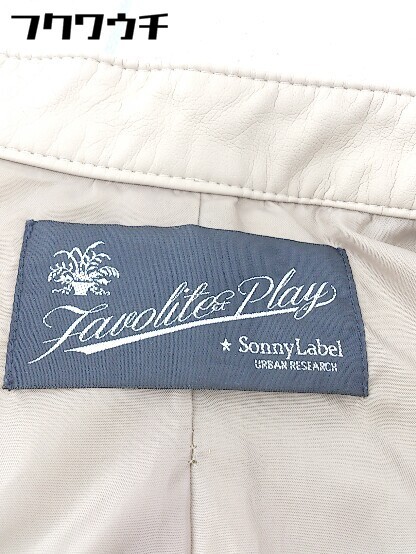 フクワウチ
Favolite & Play
★ Sonny Label
URBAN RESEARCH